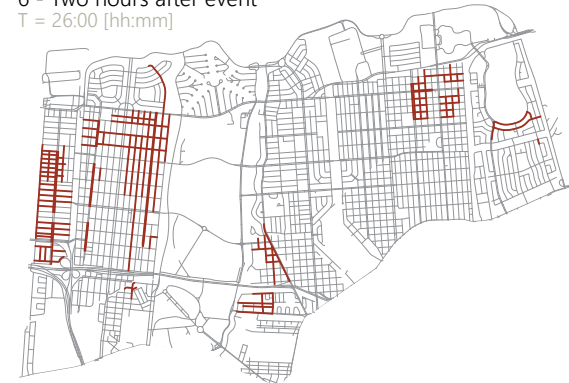 6 - Two hours after event
T = 26:00 [hh:mm]